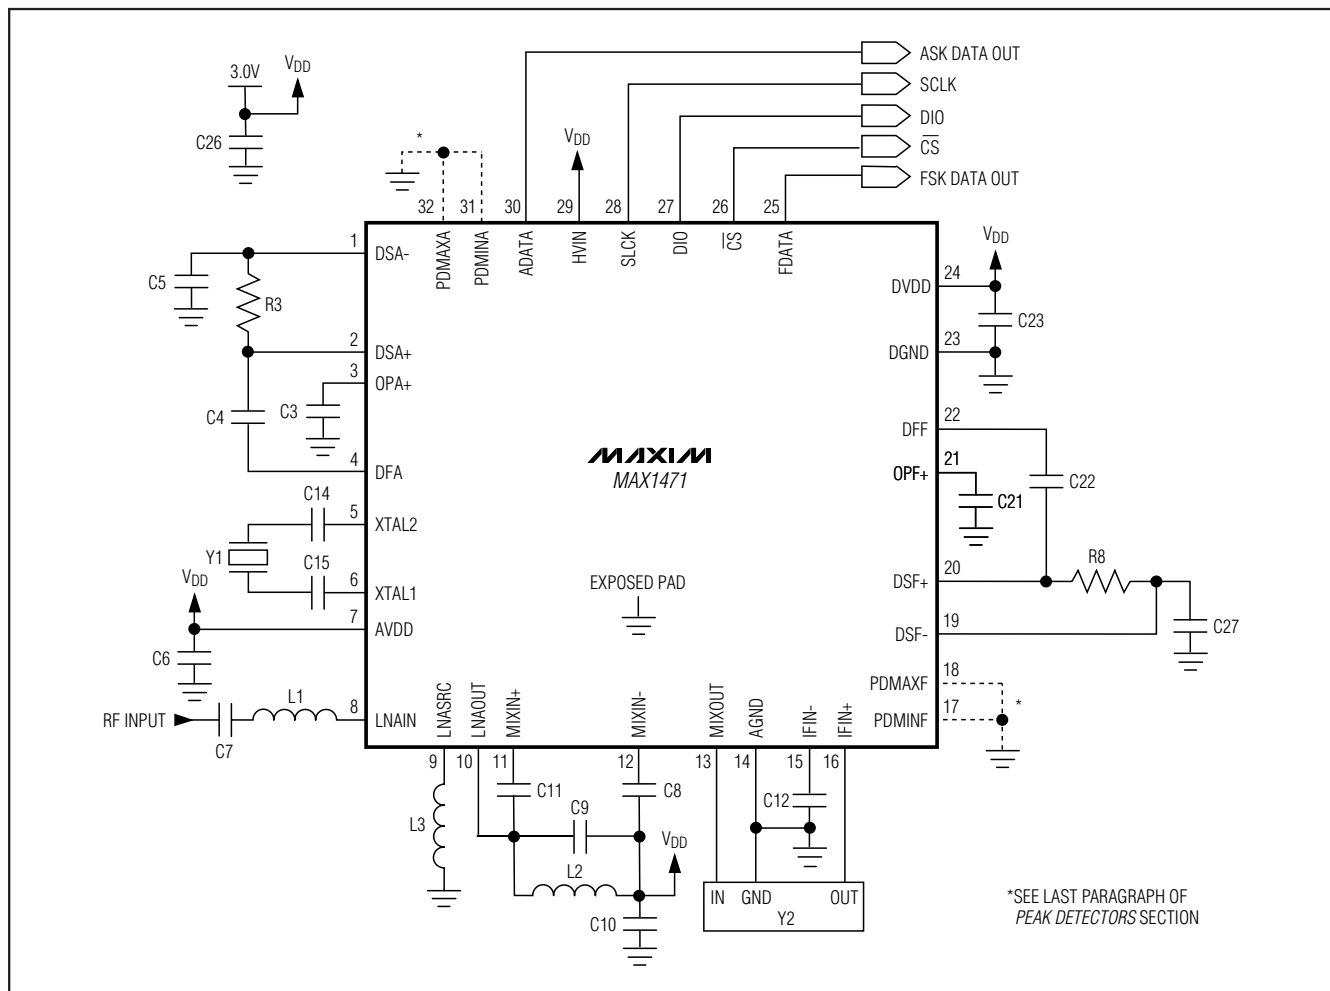 ASK DATA OUT
SCLK
DIO
C̅S̅
FSK DATA OUT
3.0V
VDD
C26
*
VDD
32
31
30
29
28
27
26
25
PDMAXA
PDMINA
ADATA
HVIN
SLCK
DIO
C̅S̅
FDATA
1
DSA-
C5
R3
2
DSA+
3
OPA+
C4
C3
4
DFA
C14
5
XTAL2
Y1
C15
6
XTAL1
VDD
7
AVDD
C6
L1
RF INPUT
8
LNAIN
C7
MAXIM
MAX1471
EXPOSED PAD
VDD
24
DVDD
C23
23
DGND
22
DFF
21
OPF+
C22
C21
R8
20
DSF+
19
DSF-
C27
18
PDMAXF
17
PDMINF
*
LNASRC
LNAOUT
MIXIN+
MIXIN-
MIXOUT
AGND
IFIN-
IFIN+
9
10
11
12
13
14
15
16
C11
C8
C12
C9
L3
VDD
L2
C10
IN
GND
OUT
Y2
*SEE LAST PARAGRAPH OF
PEAK DETECTORS SECTION